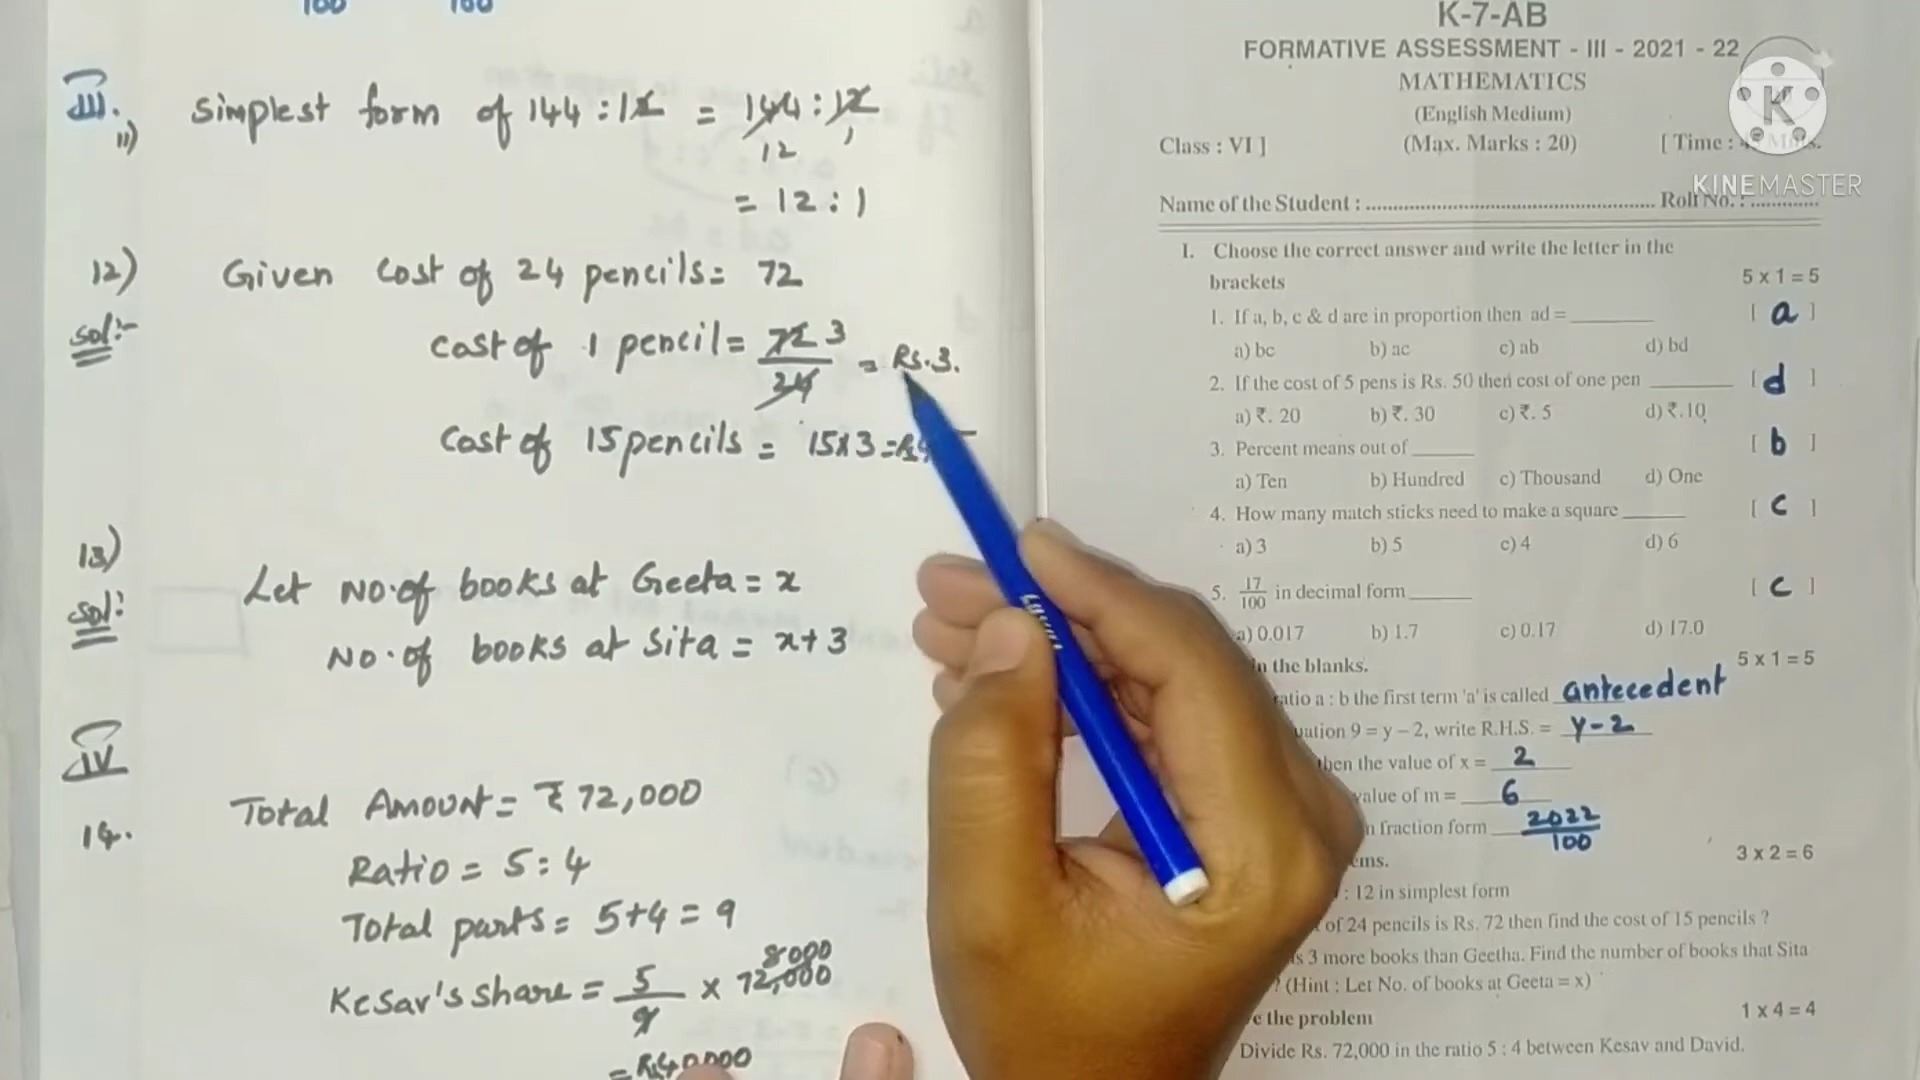 100 100
III.
11) Simplest form of 144 : 12 = 144 : 12
12 1
= 12 : 1
12) Given cost of 24 pencils = 72
Sol:-
cost of 1 pencil = 72 3 / 24 = Rs.3.
Cost of 15 pencils = 15x3 =
13)
Sol:
Let No.of books at Geeta = x
No.of books at Sita = x+3
IV
14. Total Amount = ₹ 72,000
Ratio = 5 : 4
Total parts = 5+4 = 9
8000
Kesav's share = 5/9 x 72,000
= Rs.40000
K-7-AB
FORMATIVE ASSESSMENT - III - 2021 - 22
MATHEMATICS
(English Medium)
Class : VI ] (Max. Marks : 20) [ Time :
K
KINEMASTER
Name of the Student : .................... Roll No. : ............
I. Choose the correct answer and write the letter in the
brackets 5 x 1 = 5
1. If a, b, c & d are in proportion then ad = ________ [ a ]
a) bc b) ac c) ab d) bd
2. If the cost of 5 pens is Rs. 50 then cost of one pen ________ [ d ]
a) ₹. 20 b) ₹. 30 c) ₹. 5 d) ₹.10
3. Percent means out of ______ [ b ]
a) Ten b) Hundred c) Thousand d) One
4. How many match sticks need to make a square ______ [ c ]
a) 3 b) 5 c) 4 d) 6
5. 17/100 in decimal form ______ [ c ]
a) 0.017 b) 1.7 c) 0.17 d) 17.0
in the blanks. 5 x 1 = 5
ratio a : b the first term 'a' is called antecedent
9 = y – 2, write R.H.S. = y-2
then the value of x = 2
value of m = 6
fraction form 2022/100
3 x 2 = 6
: 12 in simplest form
of 24 pencils is Rs. 72 then find the cost of 15 pencils ?
3 more books than Geetha. Find the number of books that Sita
? (Hint : Let No. of books at Geeta = x)
the problem 1 x 4 = 4
Divide Rs. 72,000 in the ratio 5 : 4 between Kesav and David.